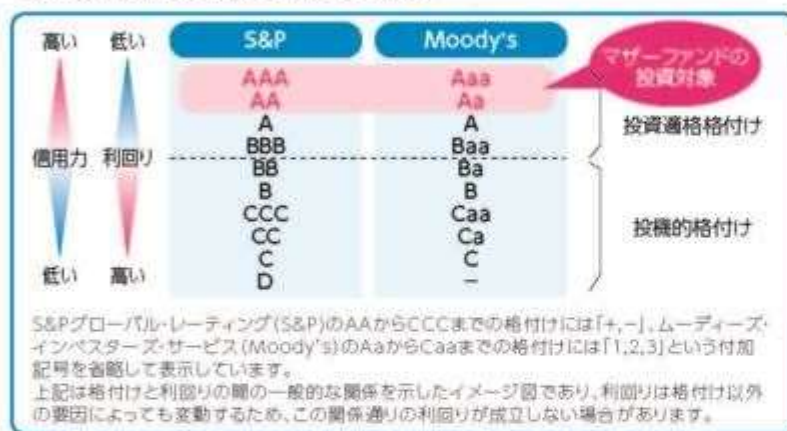 高い 低い S&P Moody's
マザーファンドの
投資対象
AAA Aaa
AA Aa
A A 投資適格格付け
BBB Baa
信用力 利回り
BB Ba
B B
CCC Caa 投機的格付け
CC Ca
C C
低い 高い D −
S&Pグローバル・レーティング(S&P)のAAからCCCまでの格付けには「+,−」、ムーディーズ・
インベスターズ・サービス(Moody's)のAaからCaaまでの格付けには「1,2,3」という付加
記号を省略して表示しています。
上記は格付けと利回りの間の一般的な関係を示したイメージ図であり、利回りは格付け以外
の要因によっても変動するため、この関係通りの利回りが成立しない場合があります。